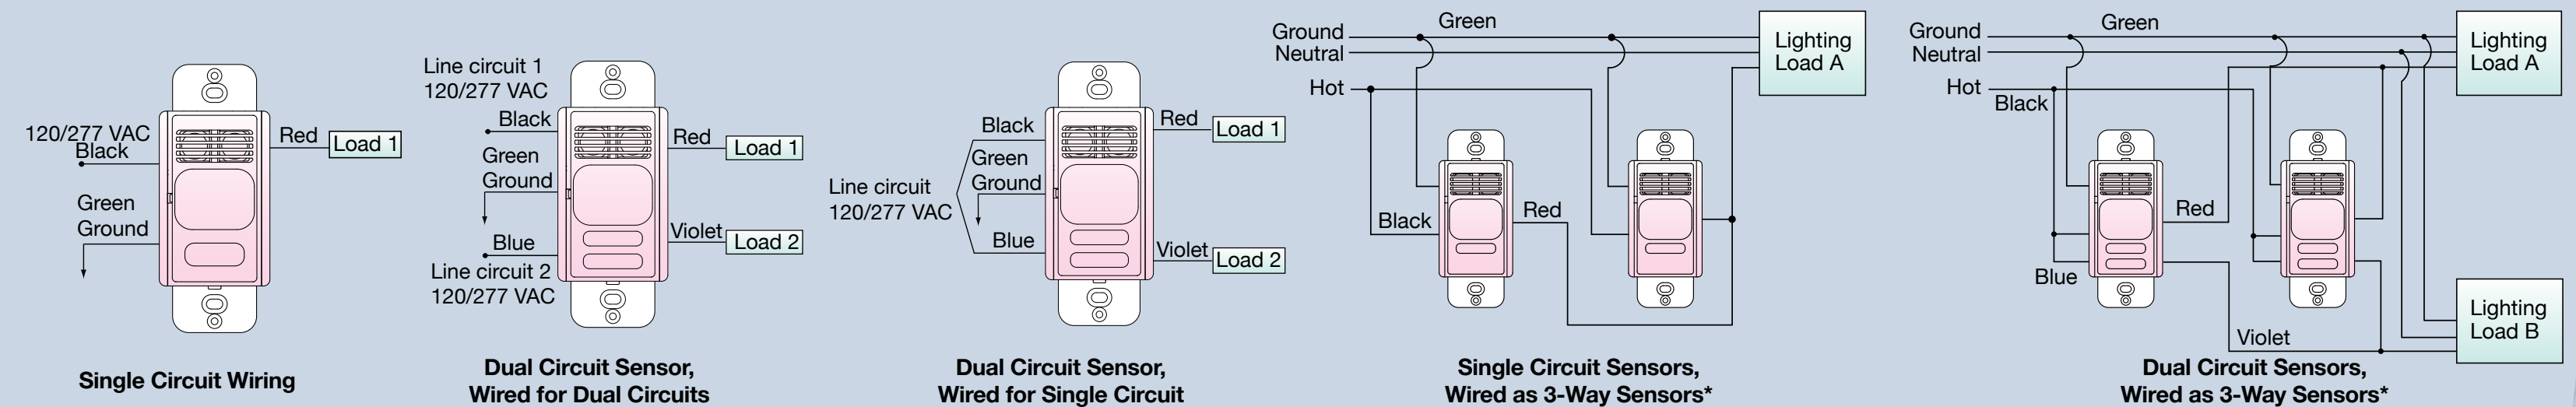 120/277 VAC
Black
Green
Ground
Red
Load 1
Single Circuit Wiring
Line circuit 1
120/277 VAC
Black
Green
Ground
Blue
Line circuit 2
120/277 VAC
Red
Load 1
Violet
Load 2
Dual Circuit Sensor,
Wired for Dual Circuits
Line circuit
120/277 VAC
Black
Green
Ground
Blue
Red
Load 1
Violet
Load 2
Dual Circuit Sensor,
Wired for Single Circuit
Ground
Neutral
Hot
Green
Lighting
Load A
Black
Red
Single Circuit Sensors,
Wired as 3-Way Sensors*
Ground
Neutral
Hot
Black
Green
Lighting
Load A
Red
Blue
Violet
Lighting
Load B
Dual Circuit Sensors,
Wired as 3-Way Sensors*